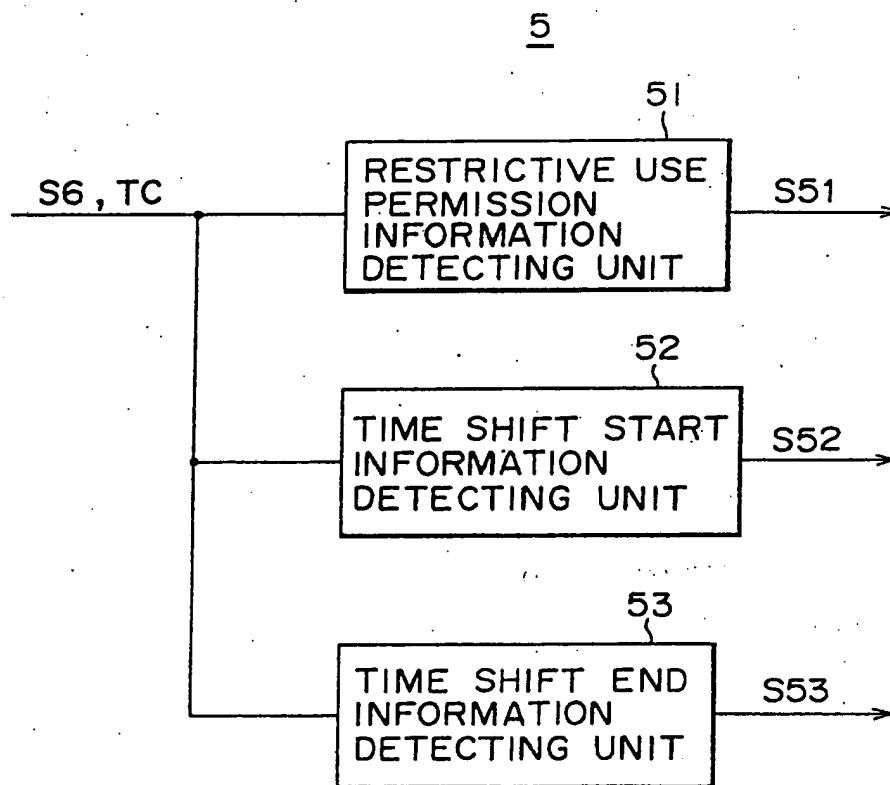 5
51
RESTRICTIVE USE
PERMISSION
INFORMATION
DETECTING UNIT
S6, TC
S51
52
TIME SHIFT START
INFORMATION
DETECTING UNIT
S52
53
TIME SHIFT END
INFORMATION
DETECTING UNIT
S53